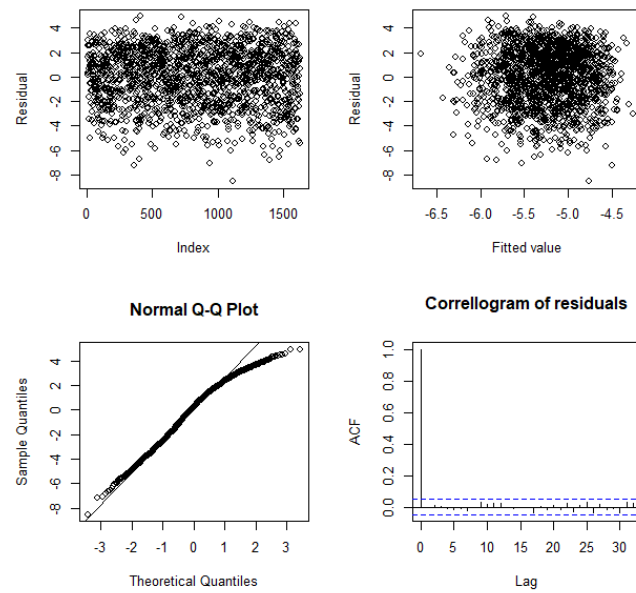 4
2
0
-2
-4
-6
-8
Residual
0 500 1000 1500
Index
4
2
0
-2
-4
-6
-8
Residual
-6.5 -6.0 -5.5 -5.0 -4.5
Fitted value
Normal Q-Q Plot
4
2
0
-2
-4
-6
-8
Sample Quantiles
-3 -2 -1 0 1 2 3
Theoretical Quantiles
Correllogram of residuals
1.0
0.8
0.6
0.4
0.2
0.0
ACF
0 5 10 15 20 25 30
Lag